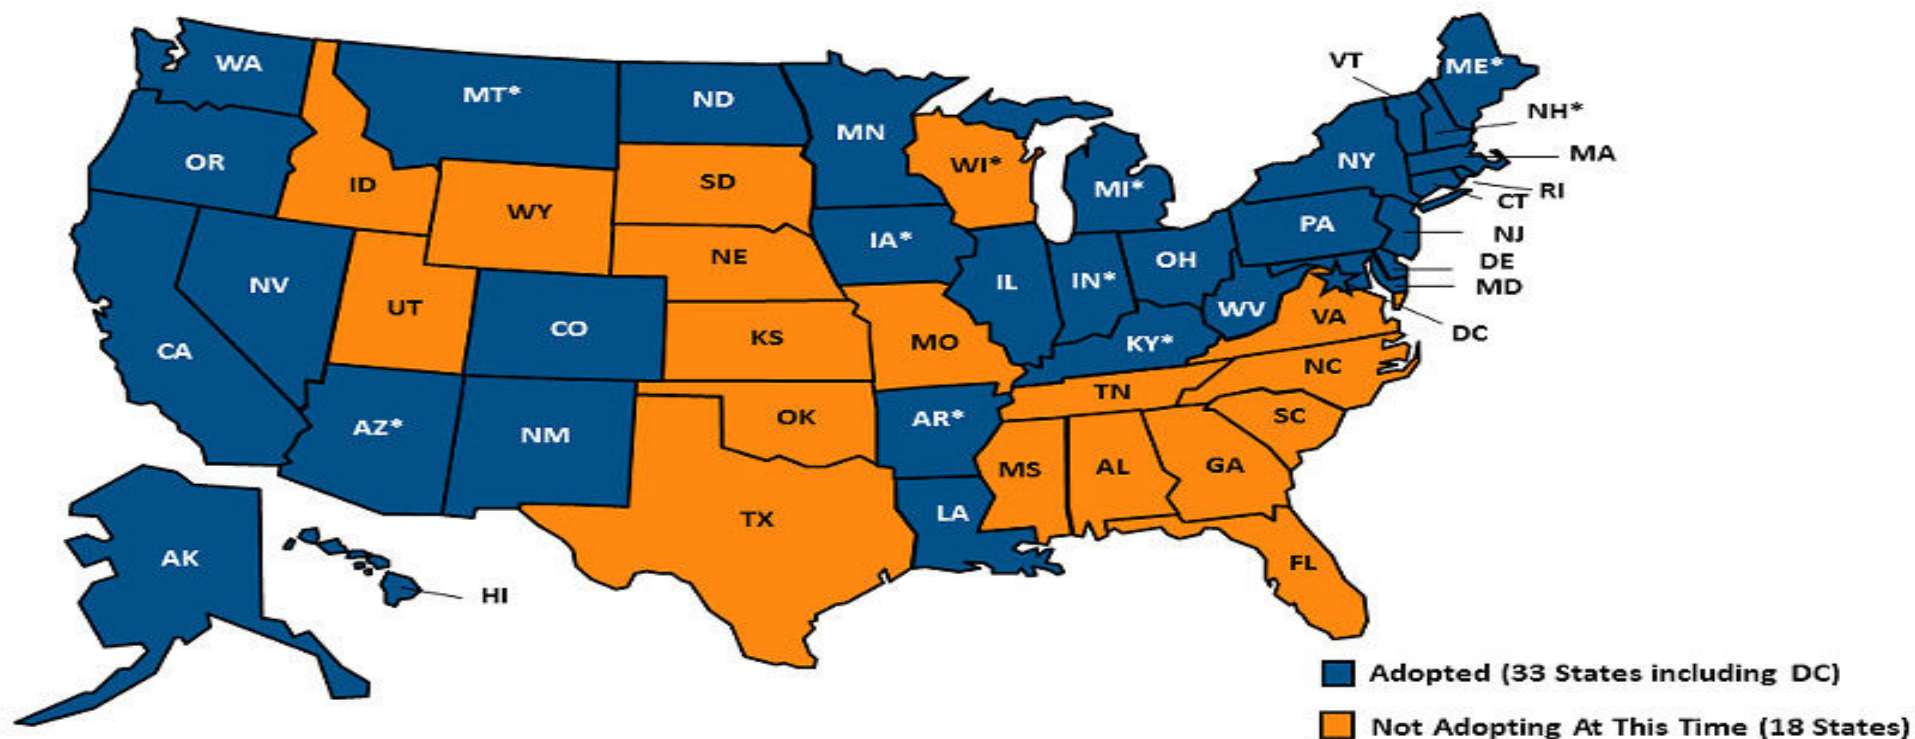 WA
MT*
ND
MN
VT
ME*
NH*
OR
ID
WY
SD
WI*
MI*
NY
MA
RI
CT
NV
UT
NE
IA*
PA
NJ
CA
CO
KS
MO
IL
IN*
OH
WV
VA
DE
MD
DC
KY*
AZ*
NM
OK
AR*
TN
NC
SC
TX
LA
MS
AL
GA
AK
HI
FL
Adopted (33 States including DC)
Not Adopting At This Time (18 States)